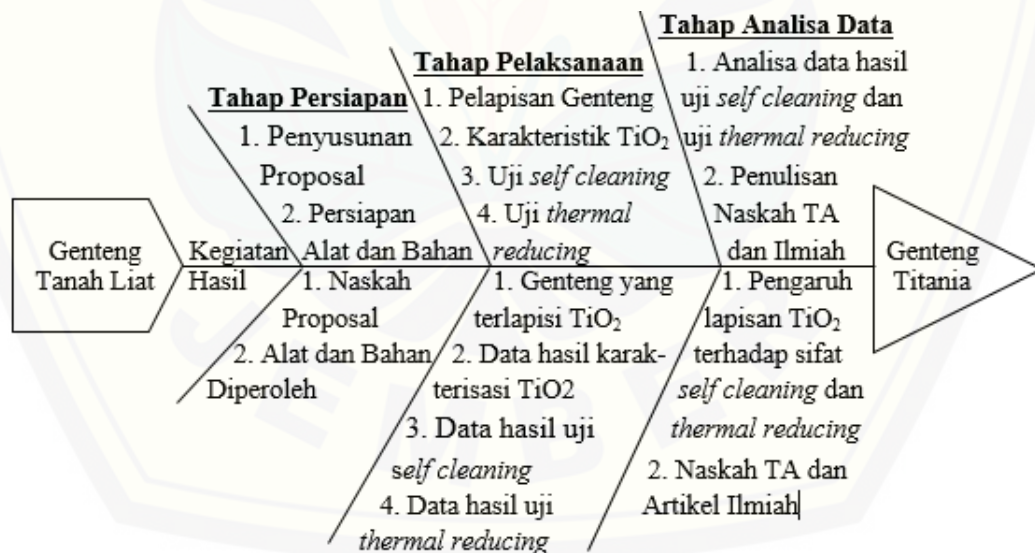 Tahap Persiapan
1. Penyusunan
Proposal
2. Persiapan
Alat dan Bahan
Tahap Pelaksanaan
1. Pelapisan Genteng
2. Karakteristik TiO₂
3. Uji self cleaning
4. Uji thermal
reducing
Tahap Analisa Data
1. Analisa data hasil
uji self cleaning dan
uji thermal reducing
2. Penulisan
Naskah TA
dan Ilmiah
Genteng
Tanah Liat
Kegiatan
Hasil
Genteng
Titania
1. Naskah
Proposal
2. Alat dan Bahan
Diperoleh
1. Genteng yang
terlapisi TiO₂
2. Data hasil karak-
terisasi TiO2
3. Data hasil uji
self cleaning
4. Data hasil uji
thermal reducing
1. Pengaruh
lapisan TiO₂
terhadap sifat
self cleaning dan
thermal reducing
2. Naskah TA dan
Artikel Ilmiah
JEMBER